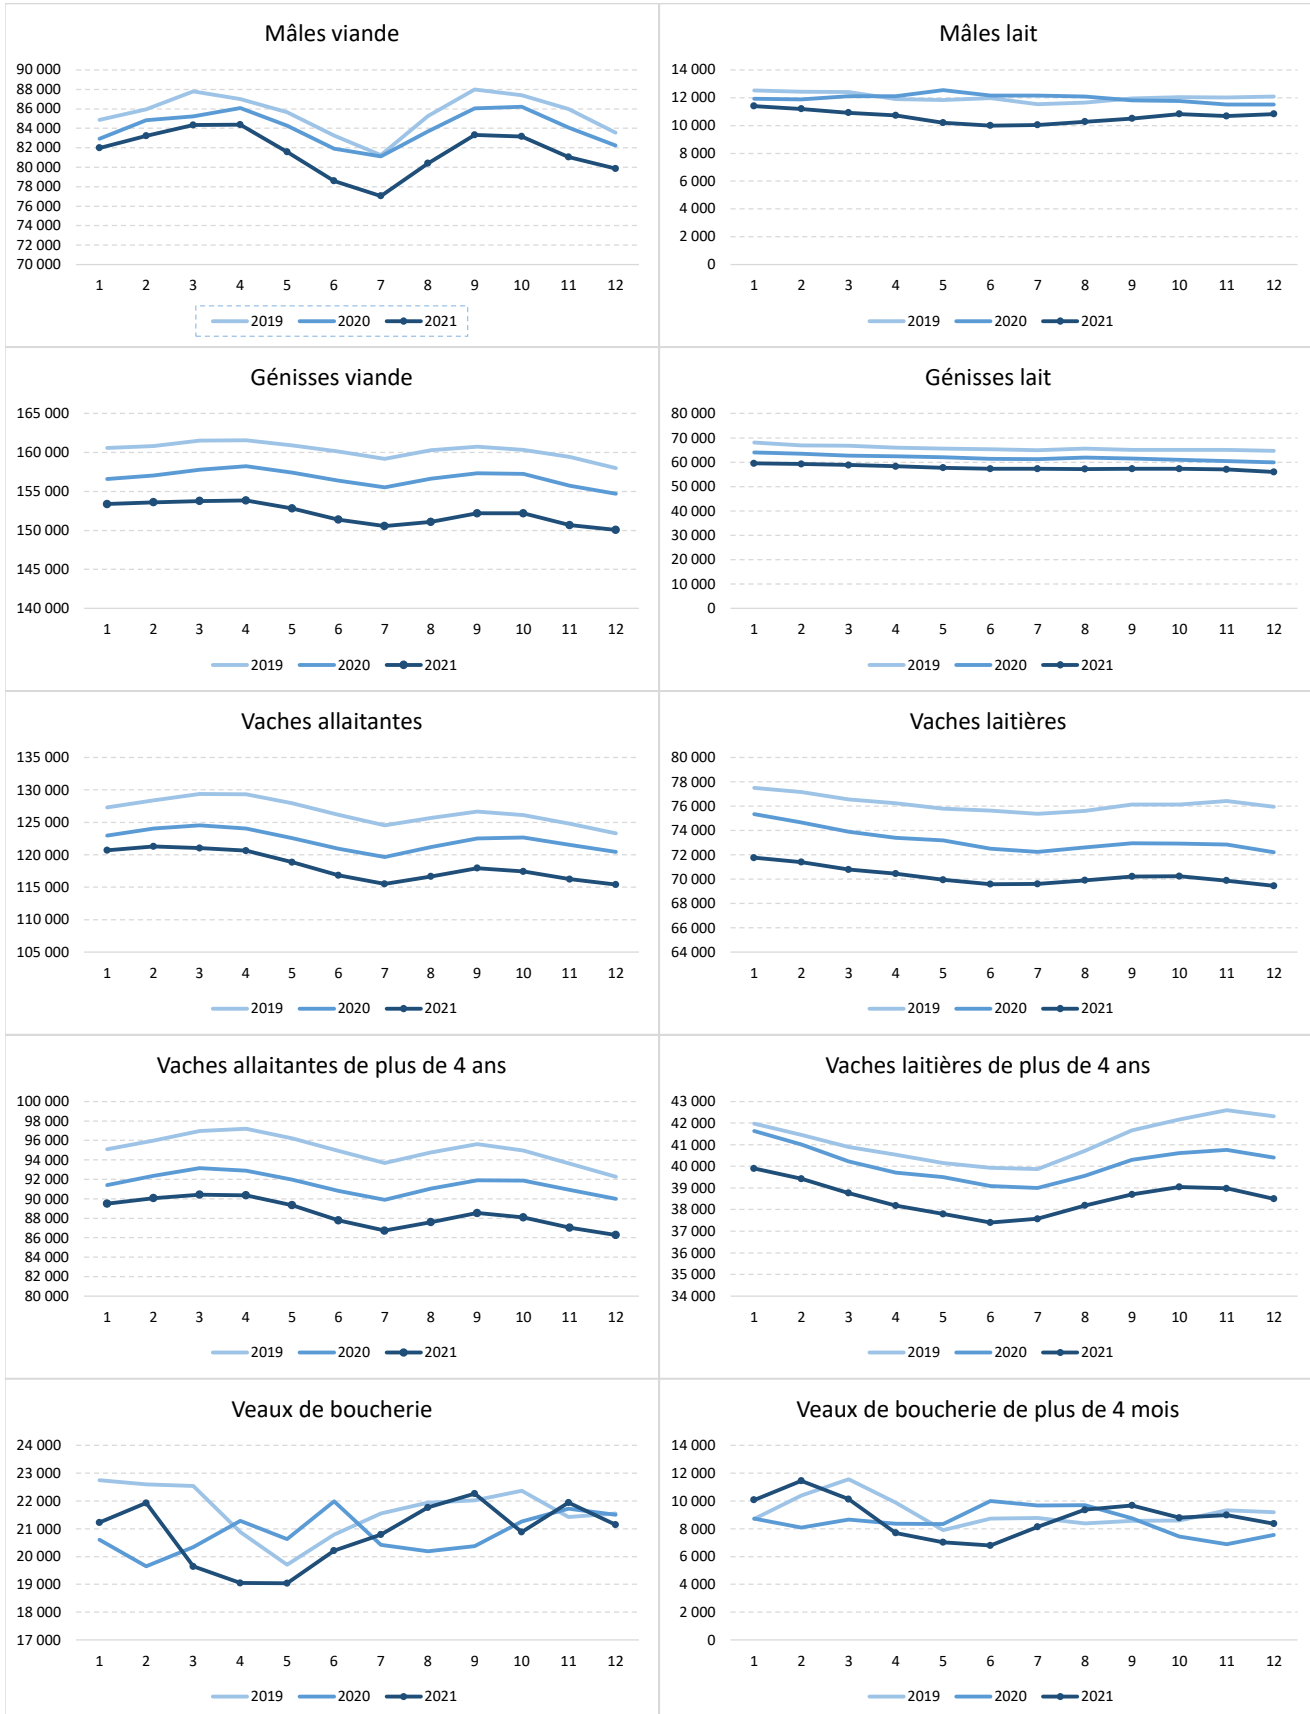 Mâles viande
90 000
88 000
86 000
84 000
82 000
80 000
78 000
76 000
74 000
72 000
70 000
1 2 3 4 5 6 7 8 9 10 11 12
2019 2020 2021
Mâles lait
14 000
12 000
10 000
8 000
6 000
4 000
2 000
0
1 2 3 4 5 6 7 8 9 10 11 12
2019 2020 2021
Génisses viande
165 000
160 000
155 000
150 000
145 000
140 000
1 2 3 4 5 6 7 8 9 10 11 12
2019 2020 2021
Génisses lait
80 000
70 000
60 000
50 000
40 000
30 000
20 000
10 000
0
1 2 3 4 5 6 7 8 9 10 11 12
2019 2020 2021
Vaches allaitantes
135 000
130 000
125 000
120 000
115 000
110 000
105 000
1 2 3 4 5 6 7 8 9 10 11 12
2019 2020 2021
Vaches laitières
80 000
78 000
76 000
74 000
72 000
70 000
68 000
66 000
64 000
1 2 3 4 5 6 7 8 9 10 11 12
2019 2020 2021
Vaches allaitantes de plus de 4 ans
100 000
98 000
96 000
94 000
92 000
90 000
88 000
86 000
84 000
82 000
80 000
1 2 3 4 5 6 7 8 9 10 11 12
2019 2020 2021
Vaches laitières de plus de 4 ans
43 000
42 000
41 000
40 000
39 000
38 000
37 000
36 000
35 000
34 000
1 2 3 4 5 6 7 8 9 10 11 12
2019 2020 2021
Veaux de boucherie
24 000
23 000
22 000
21 000
20 000
19 000
18 000
17 000
1 2 3 4 5 6 7 8 9 10 11 12
2019 2020 2021
Veaux de boucherie de plus de 4 mois
14 000
12 000
10 000
8 000
6 000
4 000
2 000
0
1 2 3 4 5 6 7 8 9 10 11 12
2019 2020 2021